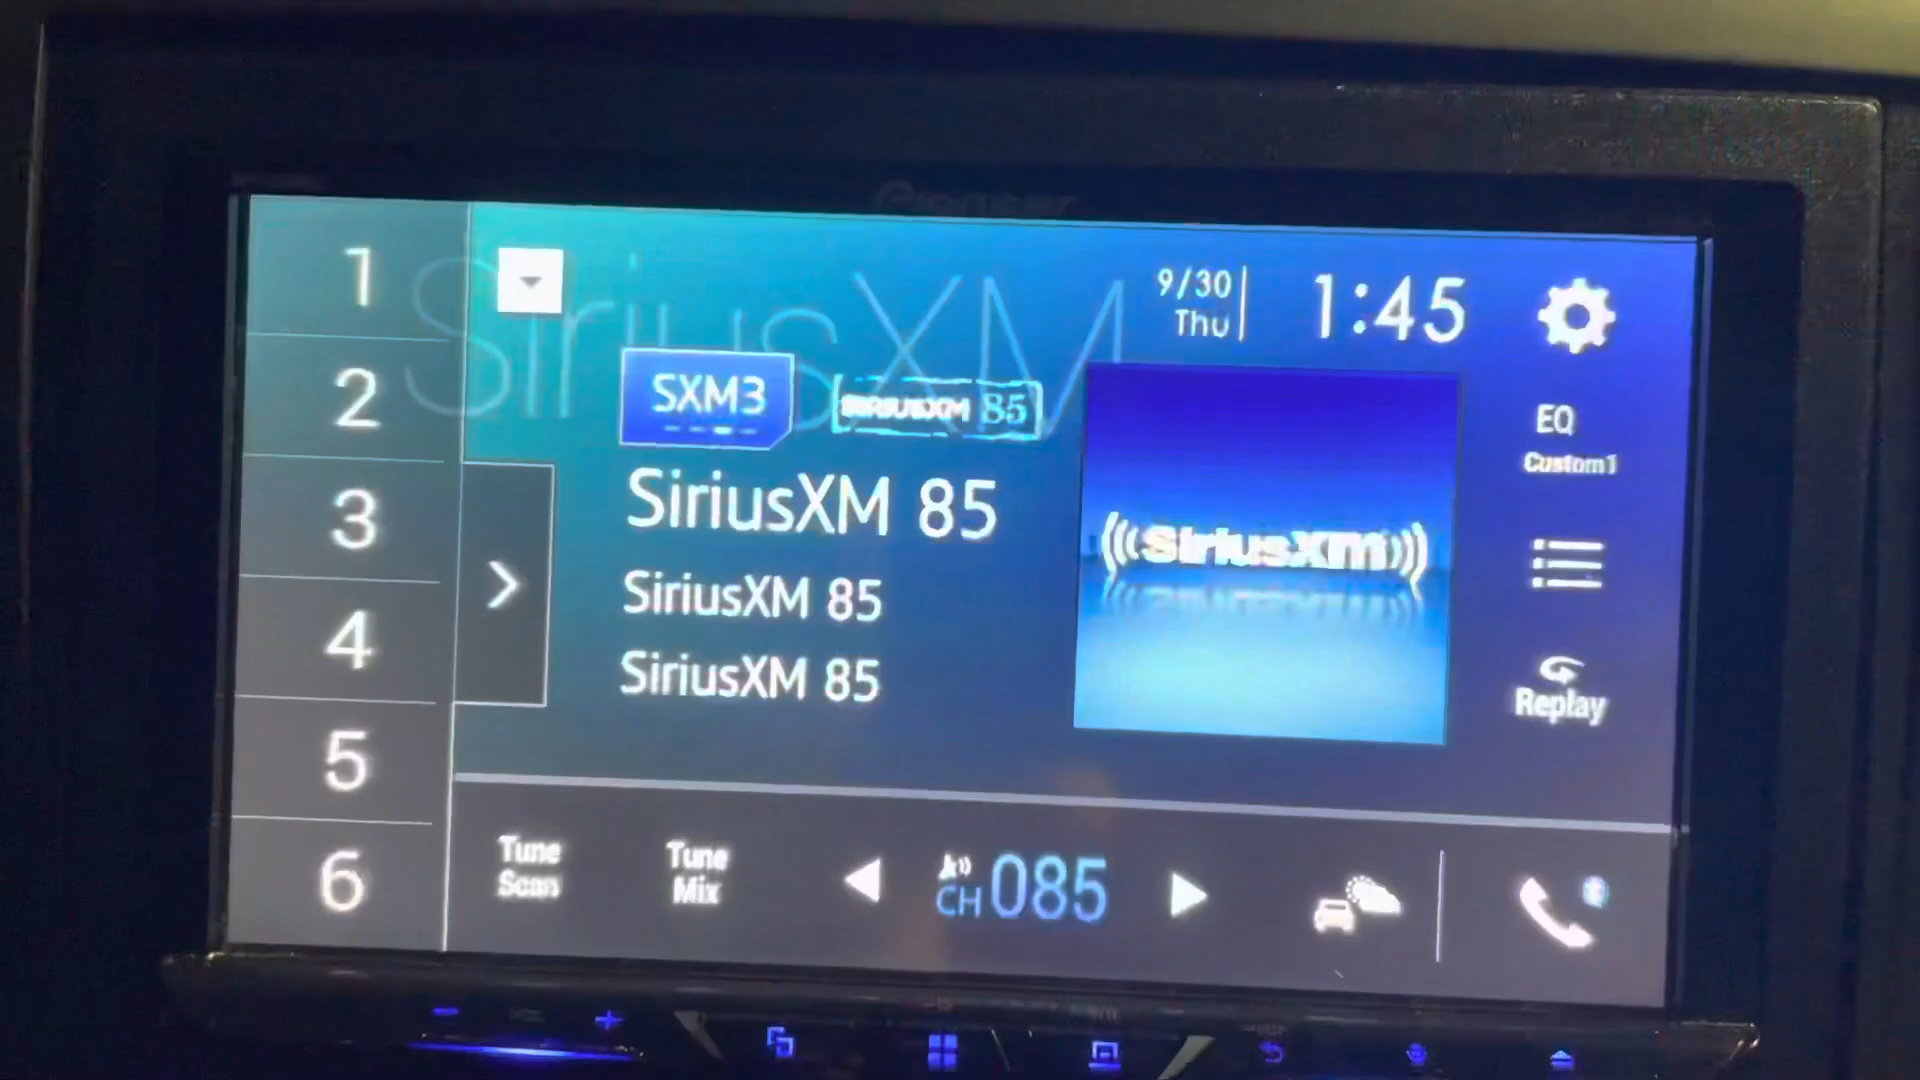 Pioneer
SiriusXM
1
2
3
4
5
6
9/30
Thu
1:45
SXM3
SIRIUSXM 85
SiriusXM 85
SiriusXM 85
SiriusXM 85
SiriusXM
EQ
Custom1
Replay
Tune
Scan
Tune
Mix
CH 085